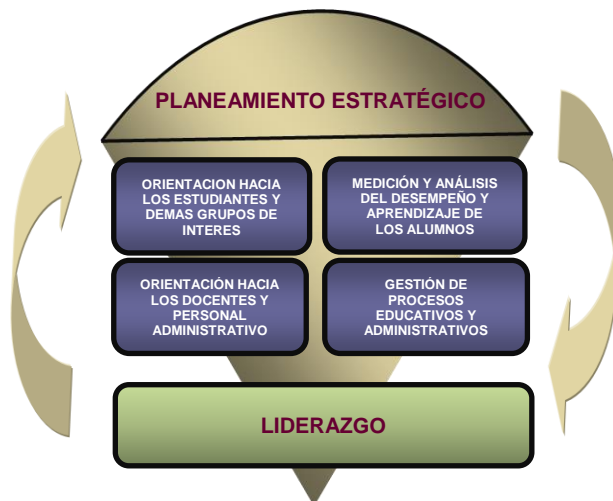 PLANEAMIENTO ESTRATÉGICO
ORIENTACION HACIA
LOS ESTUDIANTES Y
DEMAS GRUPOS DE
INTERES
MEDICIÓN Y ANÁLISIS
DEL DESEMPEÑO Y
APRENDIZAJE DE
LOS ALUMNOS
ORIENTACIÓN HACIA
LOS DOCENTES Y
PERSONAL
ADMINISTRATIVO
GESTIÓN DE
PROCESOS
EDUCATIVOS Y
ADMINISTRATIVOS
LIDERAZGO